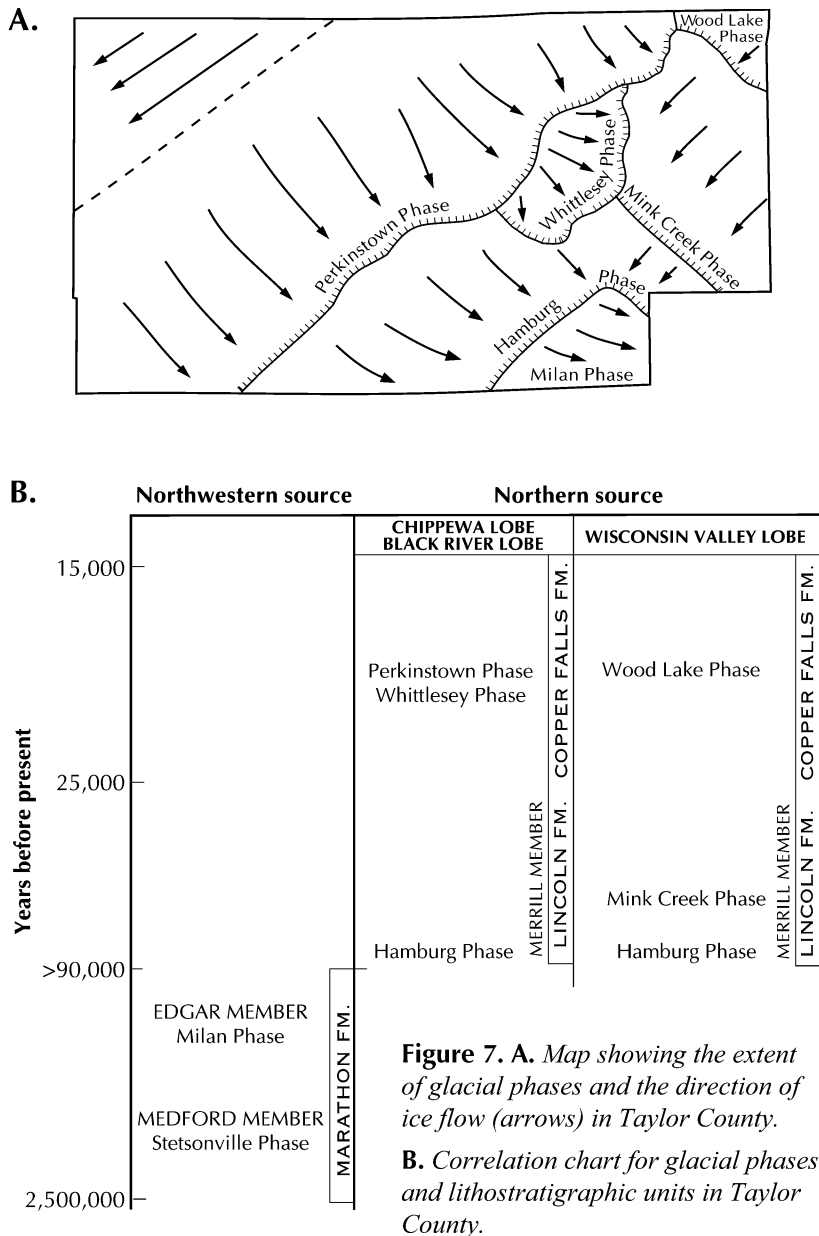 A.
Wood Lake
Phase
Perkinstown Phase
Whittlesey Phase
Mink Creek Phase
Hamburg
Phase
Milan Phase
B.
Northwestern source
Northern source
CHIPPEWA LOBE
BLACK RIVER LOBE
WISCONSIN VALLEY LOBE
Years before present
15,000
25,000
>90,000
2,500,000
EDGAR MEMBER
Milan Phase
MEDFORD MEMBER
Stetsonville Phase
MARATHON FM.
Perkinstown Phase
Whittlesey Phase
Hamburg Phase
MERRILL MEMBER
LINCOLN FM. COPPER FALLS FM.
Wood Lake Phase
Mink Creek Phase
Hamburg Phase
MERRILL MEMBER
LINCOLN FM. COPPER FALLS FM.
Figure 7. A. Map showing the extent
of glacial phases and the direction of
ice flow (arrows) in Taylor County.
B. Correlation chart for glacial phases
and lithostratigraphic units in Taylor
County.